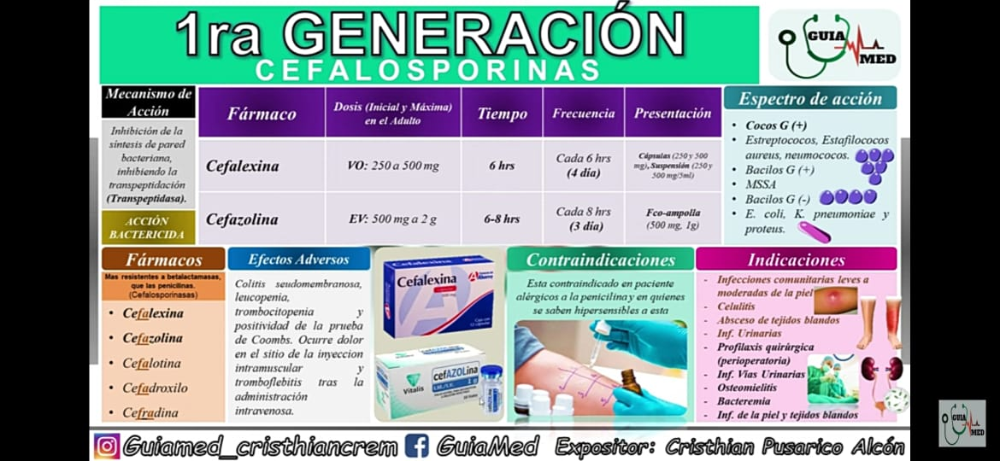 1ra GENERACIÓN
CEFALOSPORINAS
GUIA
MED
Mecanismo de
Acción
Inhibición de la
síntesis de pared
bacteriana,
inhibiendo la
transpeptidación
(Transpeptidasa).
ACCIÓN
BACTERICIDA
Fármaco
Dosis (Inicial y Máxima)
en el Adulto
Tiempo
Frecuencia
Presentación
Cefalexina
VO: 250 a 500 mg
6 hrs
Cada 6 hrs
(4 día)
Cápsulas (250 y 500
mg), Suspensión (250 y
500 mg/5ml)
Cefazolina
EV: 500 mg a 2 g
6-8 hrs
Cada 8 hrs
(3 día)
Fco-ampolla
(500 mg, 1g)
Espectro de acción
• Cocos G (+)
• Estreptococos, Estafilococos
aureus, neumococos.
• Bacilos G (+)
• MSSA
• Bacilos G (-)
• E. coli, K. pneumoniae y
proteus.
Fármacos
Mas resistentes a betalactamasas,
que las penicilinas.
(Cefalosporinasas)
• Cefalexina
• Cefazolina
• Cefalotina
• Cefadroxilo
• Cefradina
Efectos Adversos
Colitis seudomembranosa,
leucopenia,
trombocitopenia y
positividad de la prueba
de Coombs. Ocurre dolor
en el sitio de la inyeccion
intramuscular y
tromboflebitis tras la
administración
intravenosa.
Cefalexina
cefAZOLina
1 g
I.M./I.V.
Vitalis
Contraindicaciones
Esta contraindicado en paciente
alérgicos a la penicilina y en quienes
se saben hipersensibles a esta
Indicaciones
- Infecciones comunitarias leves a
moderadas de la piel
- Celulitis
- Absceso de tejidos blandos
- Inf. Urinarias
- Profilaxis quirúrgica
(perioperatoria)
- Inf. Vias Urinarias
- Osteomielitis
- Bacteremia
- Inf. de la piel y tejidos blandos
GUIA
MED
Guiamed_cristhiancrem GuiaMed Expositor: Cristhian Pusarico Alcón